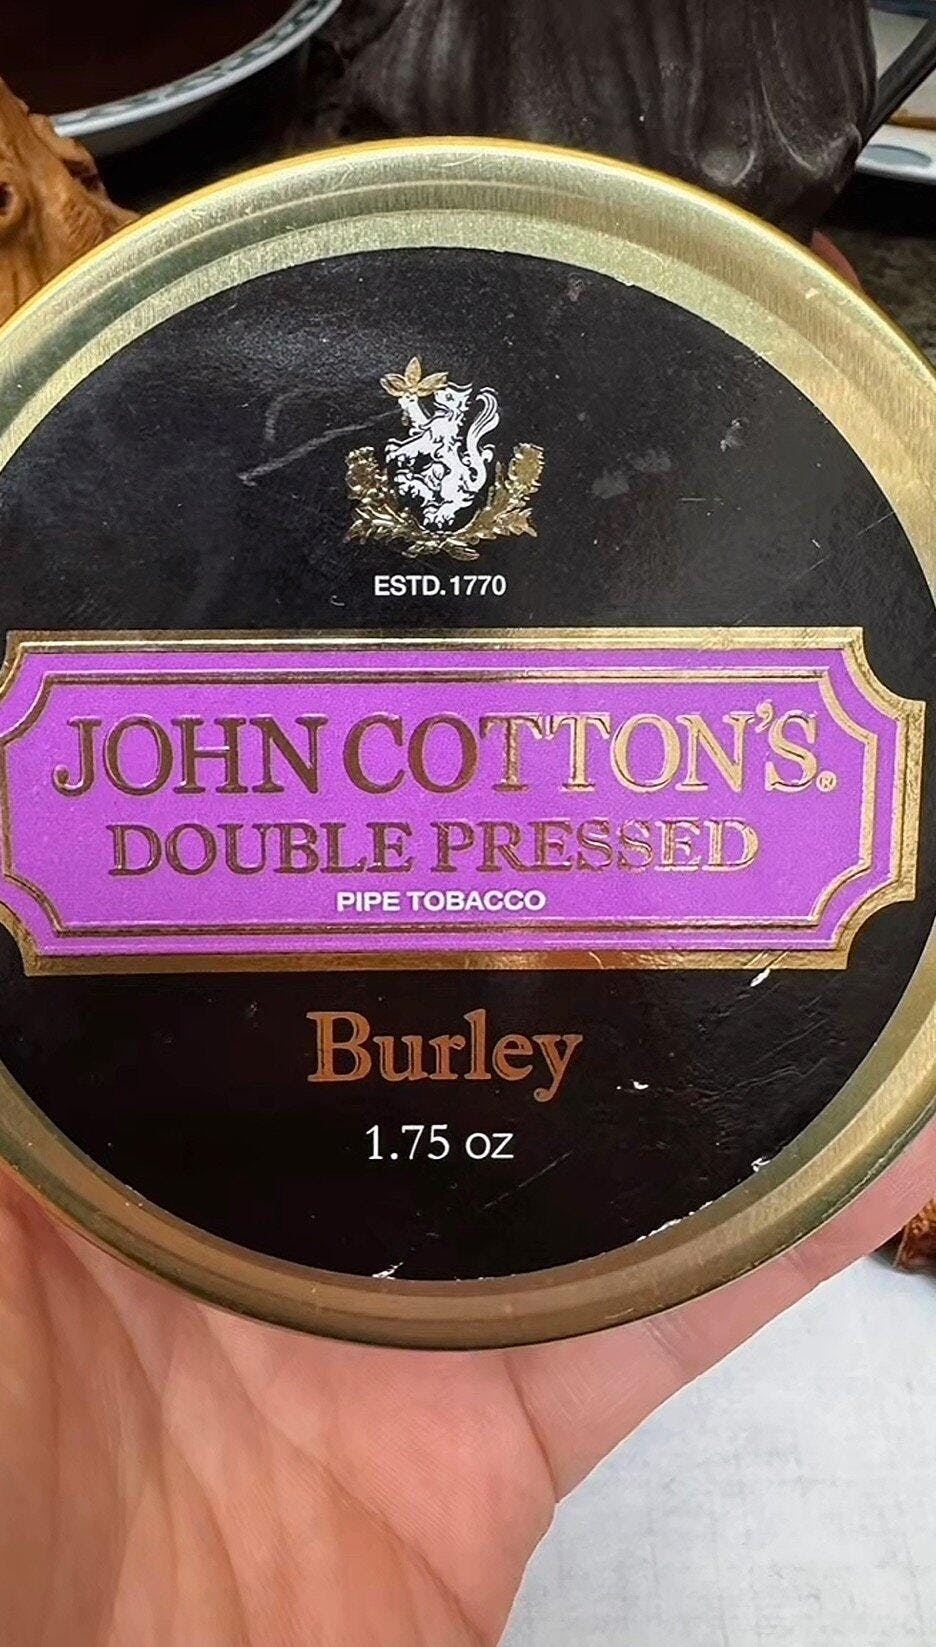 ESTD.1770
JOHN COTTON'S®
DOUBLE PRESSED
PIPE TOBACCO
Burley
1.75 oz